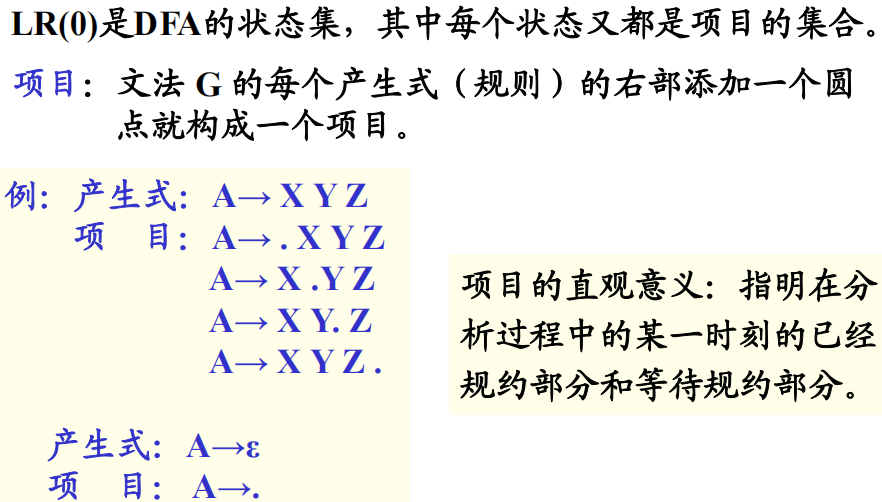 LR(0)是DFA的状态集，其中每个状态又都是项目的集合。
项目：文法 G 的每个产生式（规则）的右部添加一个圆
点就构成一个项目。
例：产生式：A→ X Y Z
项 目：A→ . X Y Z
A→ X .Y Z
A→ X Y. Z
A→ X Y Z .
产生式：A→ε
项 目：A→.
项目的直观意义：指明在分
析过程中的某一时刻的已经
规约部分和等待规约部分。